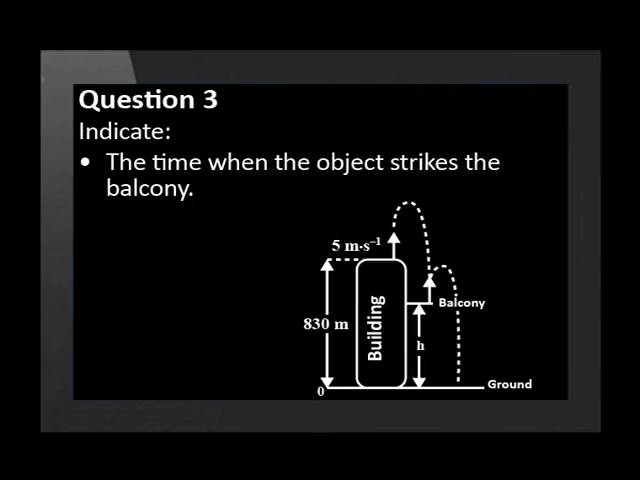 Question 3
Indicate:
• The time when the object strikes the
balcony.
5 m·s⁻¹
Building
Balcony
830 m
h
0
Ground